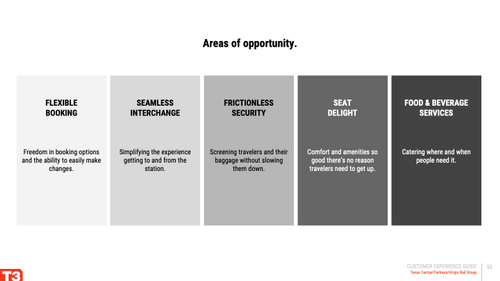 Areas of opportunity.
FLEXIBLE
BOOKING
Freedom in booking options
and the ability to easily make
changes.
SEAMLESS
INTERCHANGE
Simplifying the experience
getting to and from the
station.
FRICTIONLESS
SECURITY
Screening travelers and their
baggage without slowing
them down.
SEAT
DELIGHT
Comfort and amenities so
good there's no reason
travelers need to get up.
FOOD & BEVERAGE
SERVICES
Catering where and when
people need it.
T3
CUSTOMER EXPERIENCE GUIDE
Texas Central Partners/Virgin Rail Group